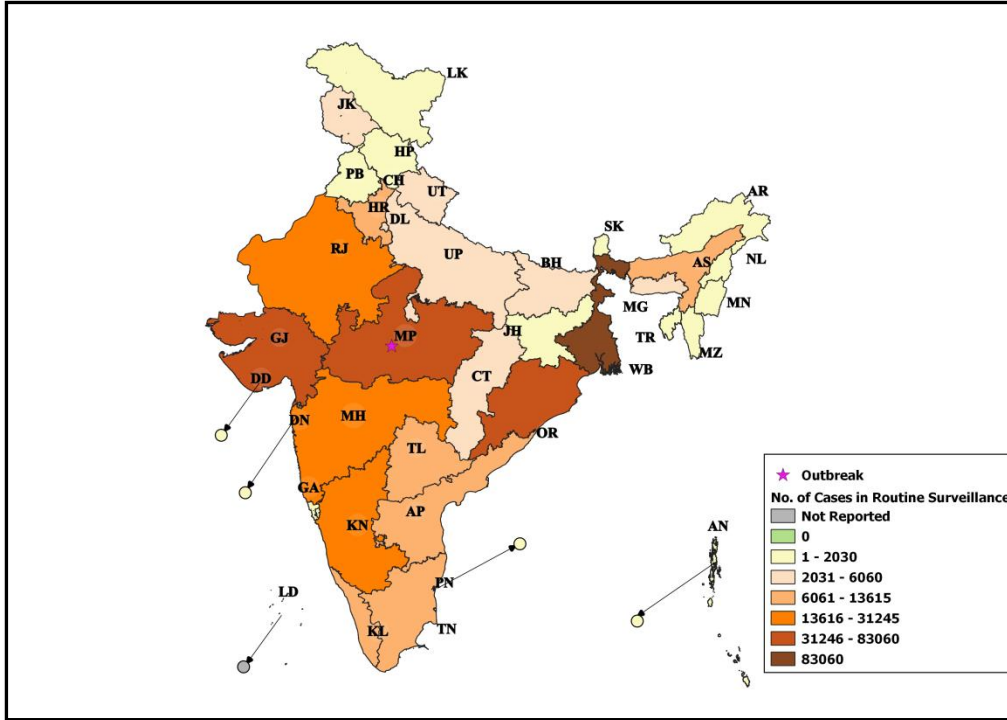 LK
JK
HP
PB
CH
UT
HR
DL
AR
SK
RJ
UP
BH
AS
NL
MG
MN
GJ
MP
JH
TR
MZ
DD
CT
WB
DN
MH
OR
TL
GA
AP
KN
AN
PN
LD
KL
TN
Outbreak
No. of Cases in Routine Surveillance
Not Reported
0
1 - 2030
2031 - 6060
6061 - 13615
13616 - 31245
31246 - 83060
83060